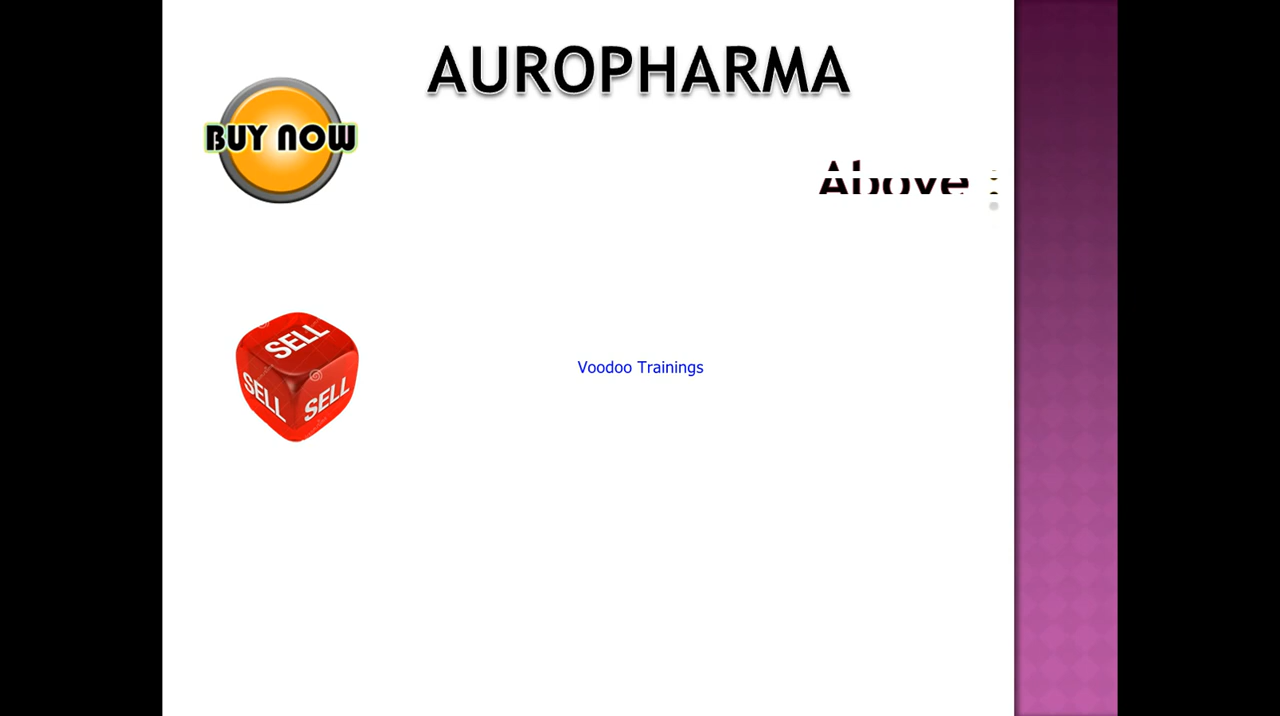 AUROPHARMA
BUY NOW
Above :
SELL
SELL
SELL
Voodoo Trainings